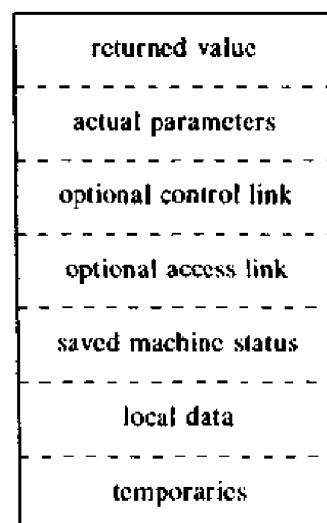 returned value
actual parameters
optional control link
optional access link
saved machine status
local data
temporaries